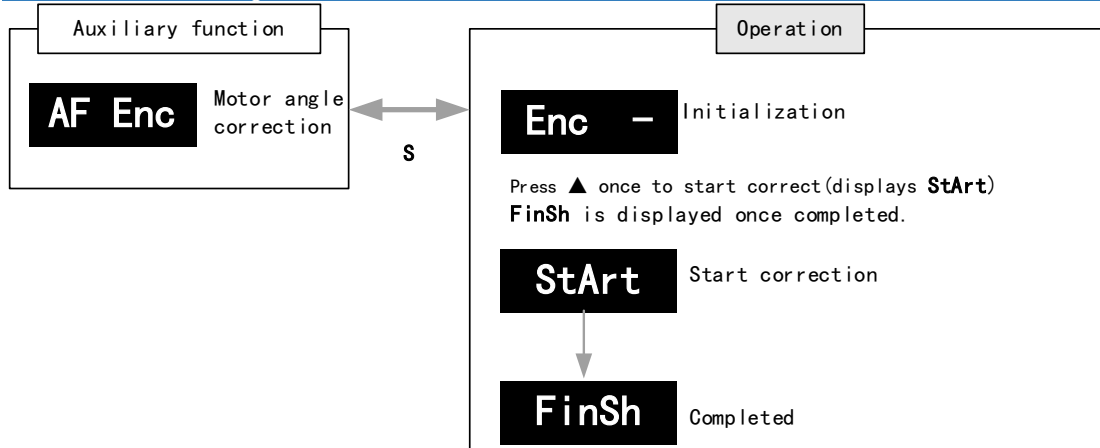 Auxiliary function
AF Enc
Motor angle
correction
S
Operation
Enc －
Initialization
Press ▲ once to start correct(displays StArt)
FinSh is displayed once completed.
StArt
Start correction
FinSh
Completed